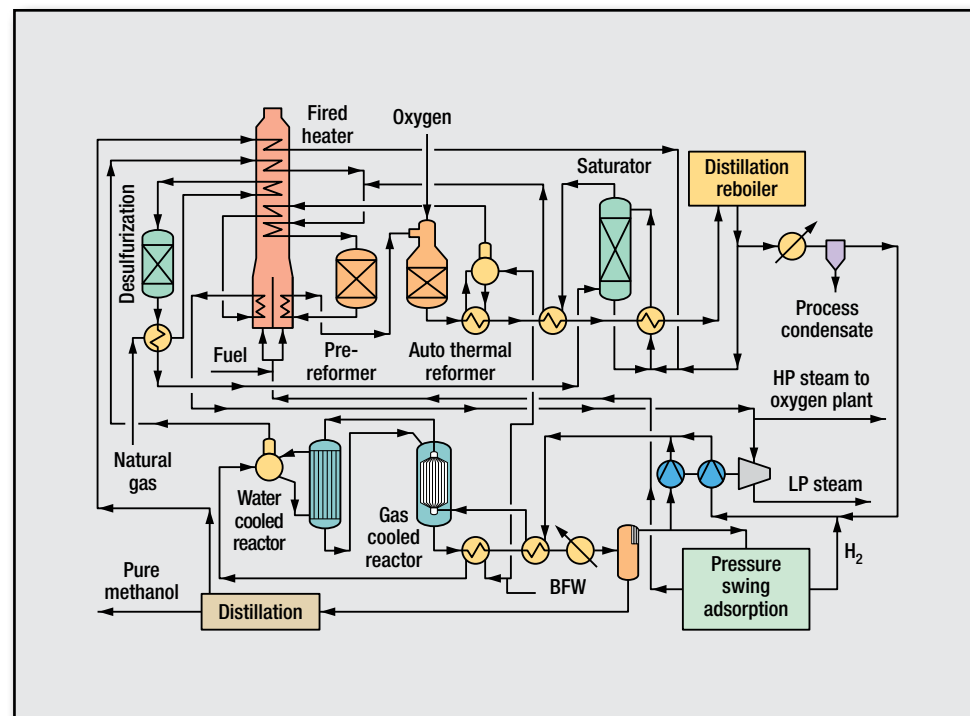 Fired
heater
Oxygen
Saturator
Distillation
reboiler
Desulfurization
Process
condensate
Fuel
Pre-
reformer
Auto thermal
reformer
HP steam to
oxygen plant
Natural
gas
Water
cooled
reactor
Gas
cooled
reactor
LP steam
H2
BFW
Pressure
swing
adsorption
Pure
methanol
Distillation